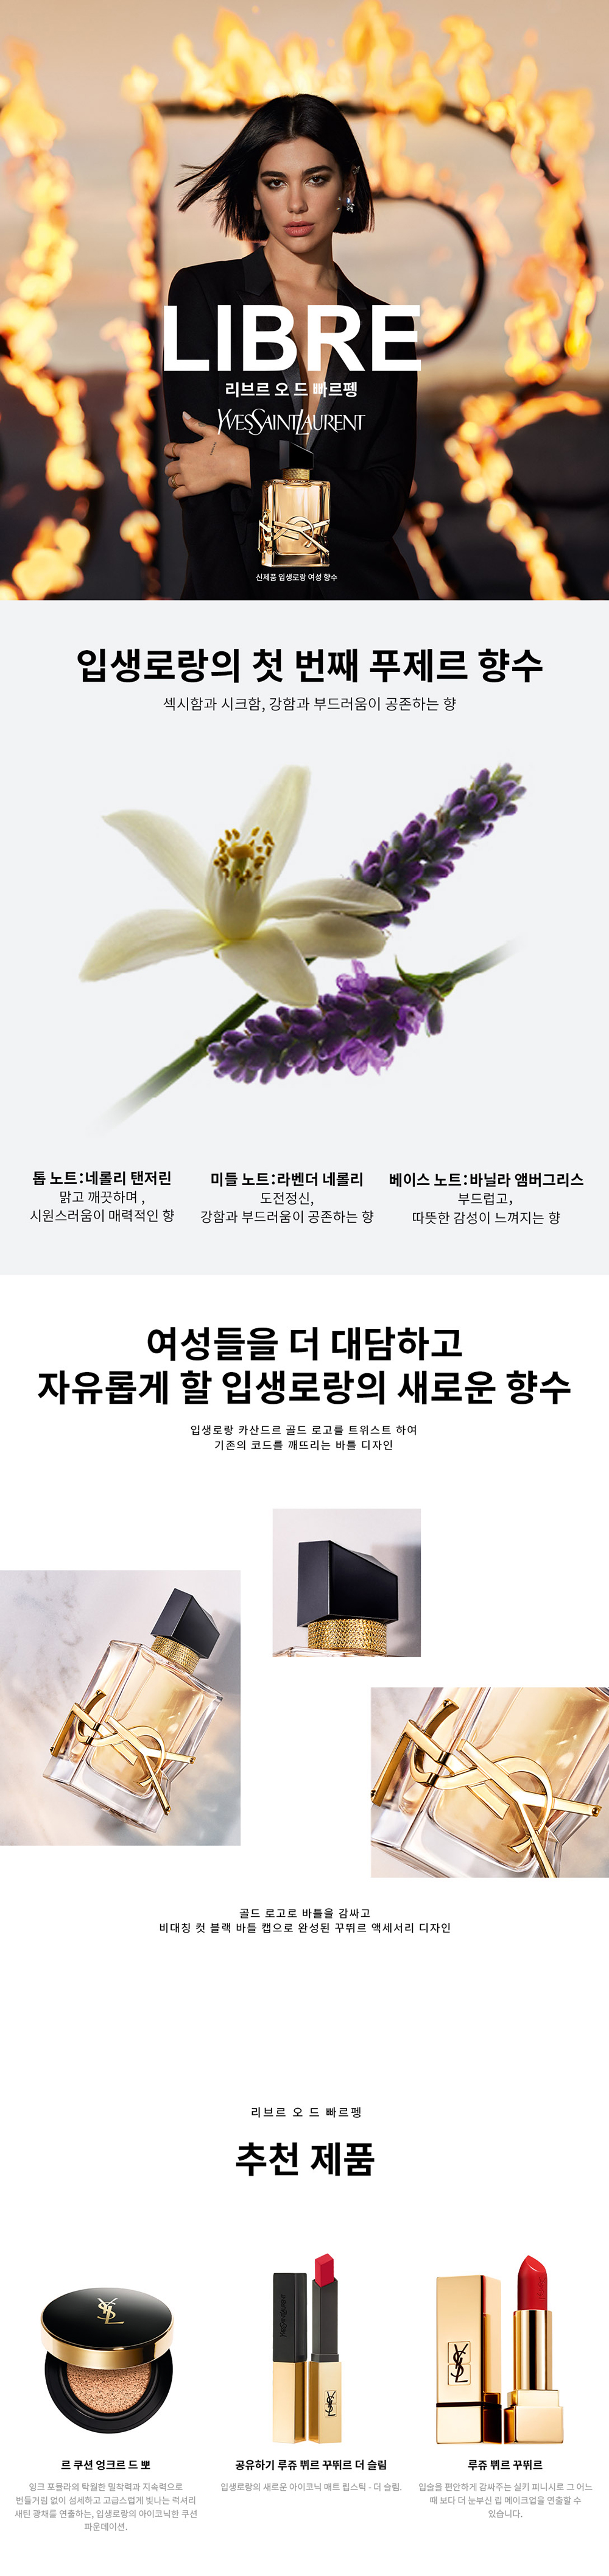 LIBRE
리브르 오 드 빠르펭
YVESSAINTLAURENT
신제품 입생로랑 여성 향수
입생로랑의 첫 번째 푸제르 향수
섹시함과 시크함, 강함과 부드러움이 공존하는 향
톱 노트:네롤리 탠저린
맑고 깨끗하며 ,
시원스러움이 매력적인 향
미들 노트:라벤더 네롤리
도전정신,
강함과 부드러움이 공존하는 향
베이스 노트:바닐라 앰버그리스
부드럽고,
따뜻한 감성이 느껴지는 향
여성들을 더 대담하고
자유롭게 할 입생로랑의 새로운 향수
입생로랑 카산드르 골드 로고를 트위스트 하여
기존의 코드를 깨뜨리는 바틀 디자인
골드 로고로 바틀을 감싸고
비대칭 컷 블랙 바틀 캡으로 완성된 꾸뛰르 액세서리 디자인
리브르 오 드 빠르펭
추천 제품
YSL
YSL
YSL
르 쿠션 엉크르 드 뽀
잉크 포뮬라의 탁월한 밀착력과 지속력으로
번들거림 없이 섬세하고 고급스럽게 빛나는 럭셔리
새틴 광채를 연출하는, 입생로랑의 아이코닉한 쿠션
파운데이션.
공유하기 루쥬 쀠르 꾸뛰르 더 슬림
입생로랑의 새로운 아이코닉 매트 립스틱 - 더 슬림.
루쥬 쀠르 꾸뛰르
입술을 편안하게 감싸주는 실키 피니시로 그 어느
때 보다 더 눈부신 립 메이크업을 연출할 수
있습니다.